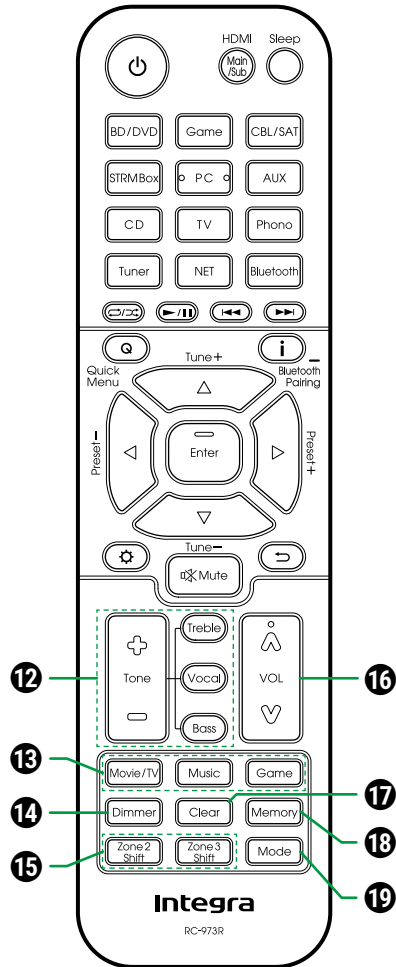 HDMI Sleep
Main
/Sub
BD/DVD Game CBL/SAT
STRMBox PC AUX
CD TV Phono
Tuner NET Bluetooth
Q Tune+ i
Quick
Menu
Bluetooth
Pairing
Preset− Enter Preset+
Tune−
Mute
Treble
12 Tone Vocal VOL 16
Bass
13 Movie/TV Music Game 17
14 Dimmer Clear Memory 18
15 Zone 2
Shift
Zone 3
Shift
Mode 19
Integra
RC-973R